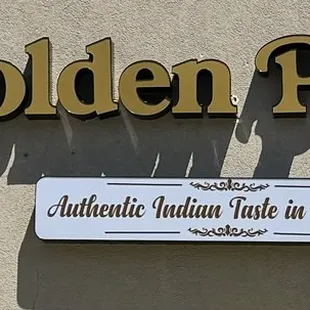 olden P
Authentic Indian Taste in